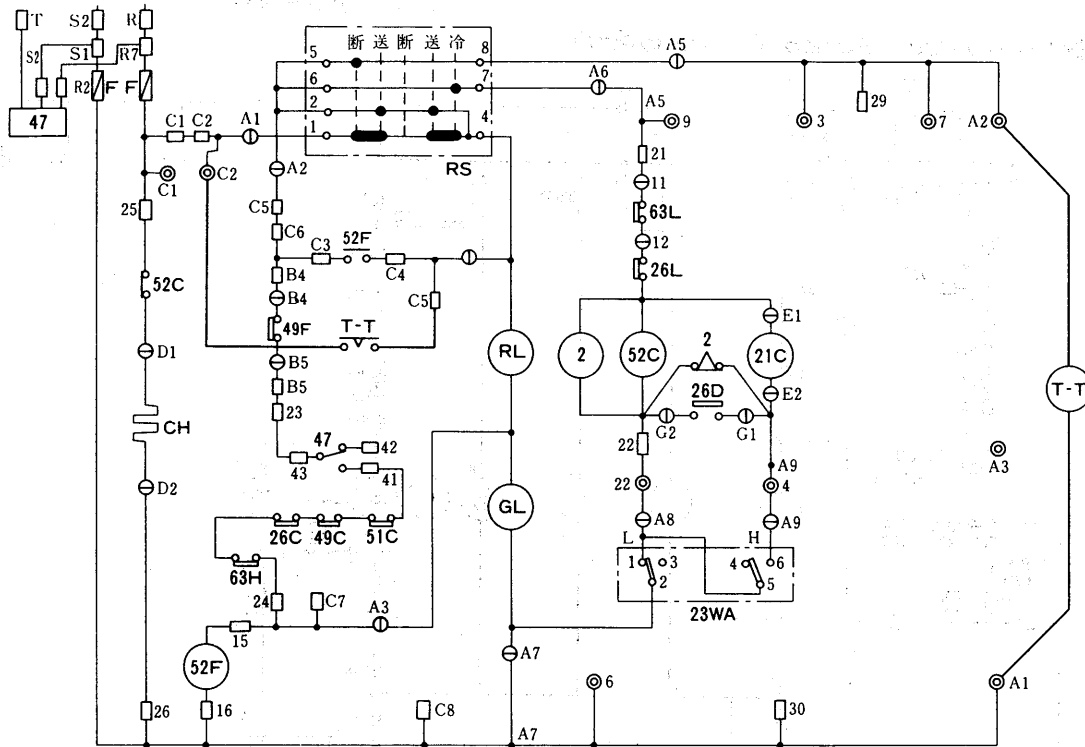 T S2 R
S2 S1 R7
R2 F F
47
断 送 断 送 冷
5 8 A5
6 7 A6
2
1 4
RS
C1 C2 A1
C1 C2
A2
A5
9 3 29 7 A2
21
11
63L
12
26L
25
C5
C6
C3 52F C4
B4
B4
C5
52C
49F T-T
B5
B5
D1
23
RL
2 52C 2 21C
E1
E2
26D
G2 G1
T-T
CH
47 42
43 41
22
A9
22 4
A8 A9
A3
D2
26C 49C 51C
GL
L H
1 3 4 6
2 5
23WA
63H
24 C7 A3
15
52F
A7
6 A1
26 16 C8 A7 30